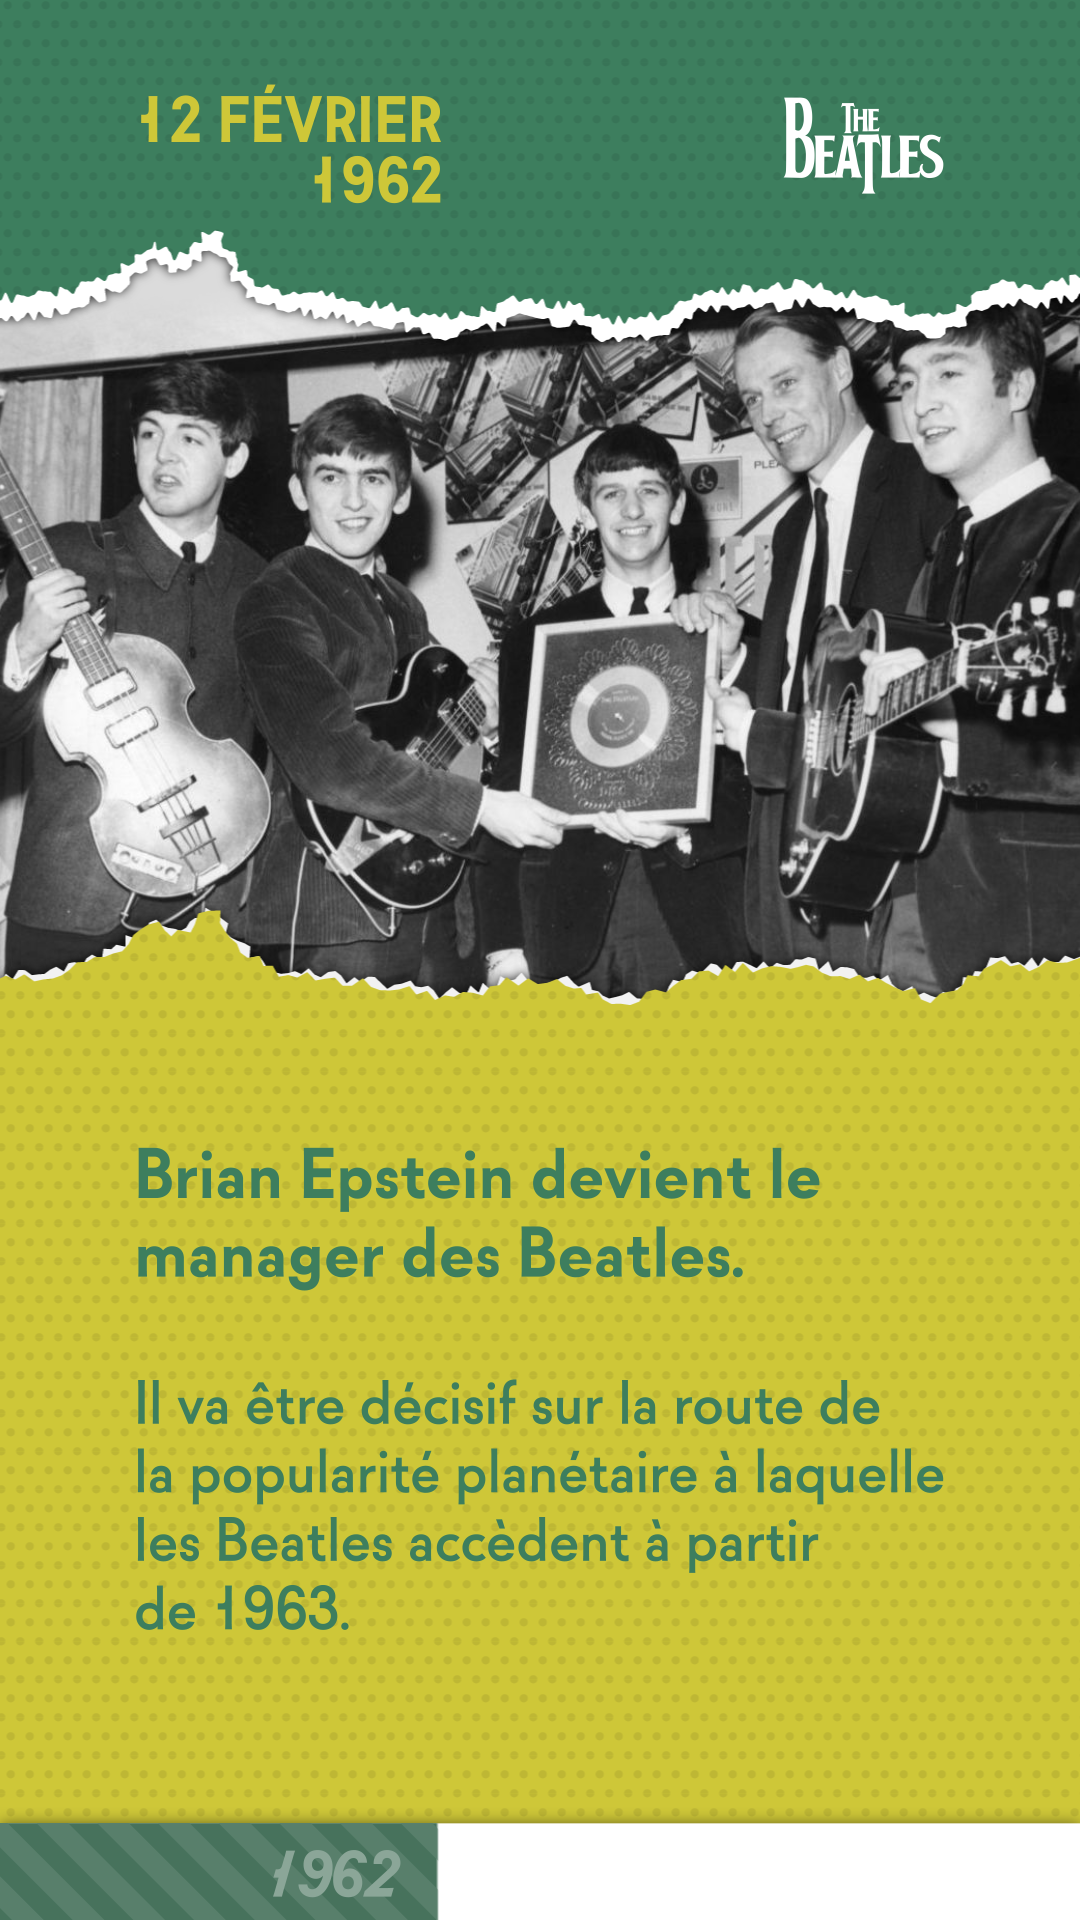 12 FÉVRIER
1962
THE
BEATLES
PLEA
Brian Epstein devient le
manager des Beatles.
Il va être décisif sur la route de
la popularité planétaire à laquelle
les Beatles accèdent à partir
de 1963.
1962